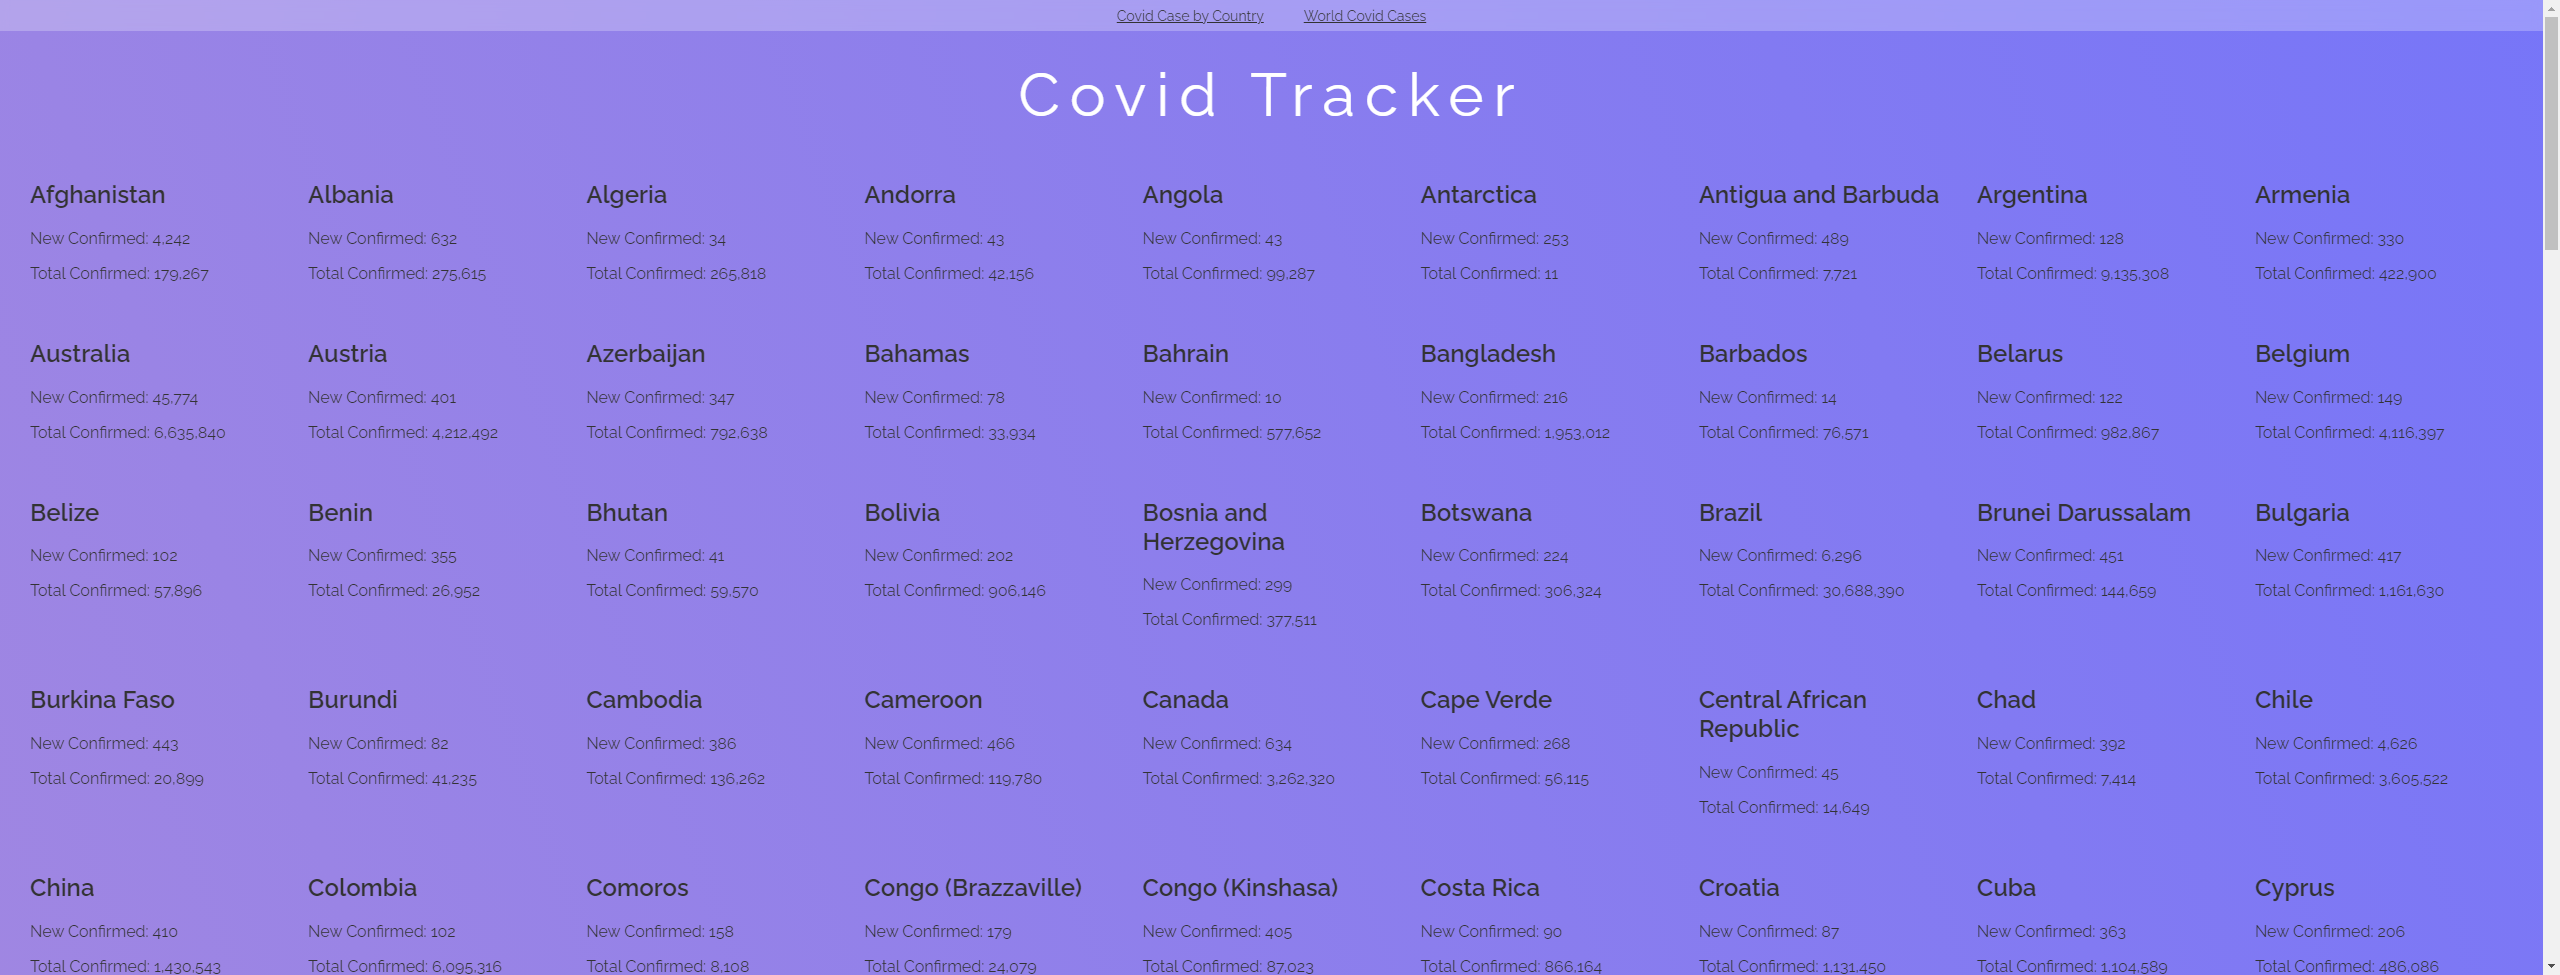 Covid Case by Country World Covid Cases
Covid Tracker
Afghanistan Albania Algeria Andorra Angola Antarctica Antigua and Barbuda Argentina Armenia
New Confirmed: 4,242 New Confirmed: 632 New Confirmed: 34 New Confirmed: 43 New Confirmed: 43 New Confirmed: 253 New Confirmed: 489 New Confirmed: 128 New Confirmed: 330
Total Confirmed: 179,267 Total Confirmed: 275,615 Total Confirmed: 265,818 Total Confirmed: 42,156 Total Confirmed: 99,287 Total Confirmed: 11 Total Confirmed: 7,721 Total Confirmed: 9,135,308 Total Confirmed: 422,900
Australia Austria Azerbaijan Bahamas Bahrain Bangladesh Barbados Belarus Belgium
New Confirmed: 45,774 New Confirmed: 401 New Confirmed: 347 New Confirmed: 78 New Confirmed: 10 New Confirmed: 216 New Confirmed: 14 New Confirmed: 122 New Confirmed: 149
Total Confirmed: 6,635,840 Total Confirmed: 4,212,492 Total Confirmed: 792,638 Total Confirmed: 33,934 Total Confirmed: 577,652 Total Confirmed: 1,953,012 Total Confirmed: 76,571 Total Confirmed: 982,867 Total Confirmed: 4,116,397
Belize Benin Bhutan Bolivia Bosnia and Botswana Brazil Brunei Darussalam Bulgaria
Herzegovina
New Confirmed: 102 New Confirmed: 355 New Confirmed: 41 New Confirmed: 202 New Confirmed: 224 New Confirmed: 6,296 New Confirmed: 451 New Confirmed: 417
New Confirmed: 299
Total Confirmed: 57,896 Total Confirmed: 26,952 Total Confirmed: 59,570 Total Confirmed: 906,146 Total Confirmed: 306,324 Total Confirmed: 30,688,390 Total Confirmed: 144,659 Total Confirmed: 1,161,630
Total Confirmed: 377,511
Burkina Faso Burundi Cambodia Cameroon Canada Cape Verde Central African Chad Chile
Republic
New Confirmed: 443 New Confirmed: 82 New Confirmed: 386 New Confirmed: 466 New Confirmed: 634 New Confirmed: 268 New Confirmed: 392 New Confirmed: 4,626
New Confirmed: 45
Total Confirmed: 20,899 Total Confirmed: 41,235 Total Confirmed: 136,262 Total Confirmed: 119,780 Total Confirmed: 3,262,320 Total Confirmed: 56,115 Total Confirmed: 7,414 Total Confirmed: 3,605,522
Total Confirmed: 14,649
China Colombia Comoros Congo (Brazzaville) Congo (Kinshasa) Costa Rica Croatia Cuba Cyprus
New Confirmed: 410 New Confirmed: 102 New Confirmed: 158 New Confirmed: 179 New Confirmed: 405 New Confirmed: 90 New Confirmed: 87 New Confirmed: 363 New Confirmed: 206
Total Confirmed: 1,430,543 Total Confirmed: 6,095,316 Total Confirmed: 8,108 Total Confirmed: 24,079 Total Confirmed: 87,023 Total Confirmed: 866,164 Total Confirmed: 1,131,450 Total Confirmed: 1,104,589 Total Confirmed: 486,086